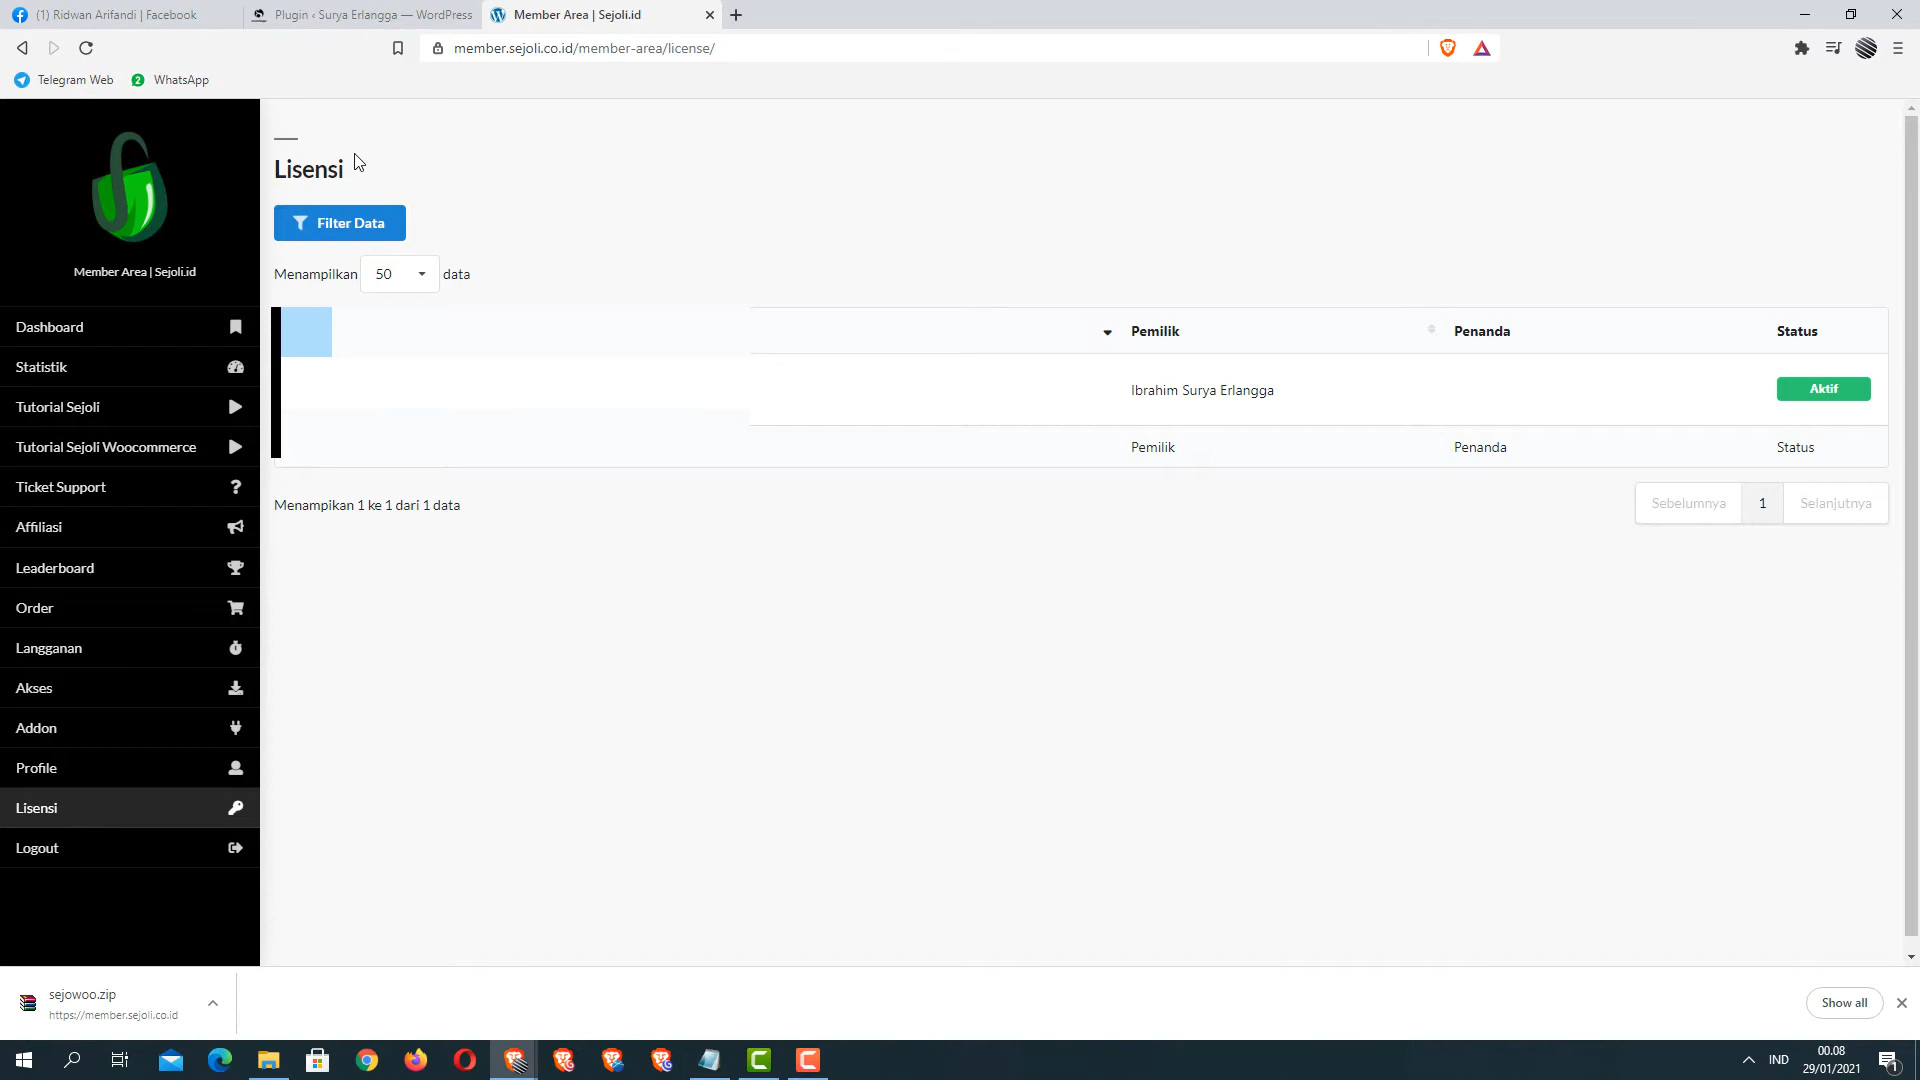 (1) Ridwan Arifandi | Facebook
Plugin ‹ Surya Erlangga — WordPress
Member Area | Sejoli.id
member.sejoli.co.id/member-area/license/
Telegram Web
2
WhatsApp
Member Area | Sejoli.id
Dashboard
Statistik
Tutorial Sejoli
Tutorial Sejoli Woocommerce
Ticket Support
Affiliasi
Leaderboard
Order
Langganan
Akses
Addon
Profile
Lisensi
Logout
Lisensi
Filter Data
Menampilkan 50 data
Pemilik Penanda Status
Ibrahim Surya Erlangga Aktif
Pemilik Penanda Status
Menampikan 1 ke 1 dari 1 data
Sebelumnya 1 Selanjutnya
sejowoo.zip
https://member.sejoli.co.id
Show all
IND
00.08
29/01/2021
1